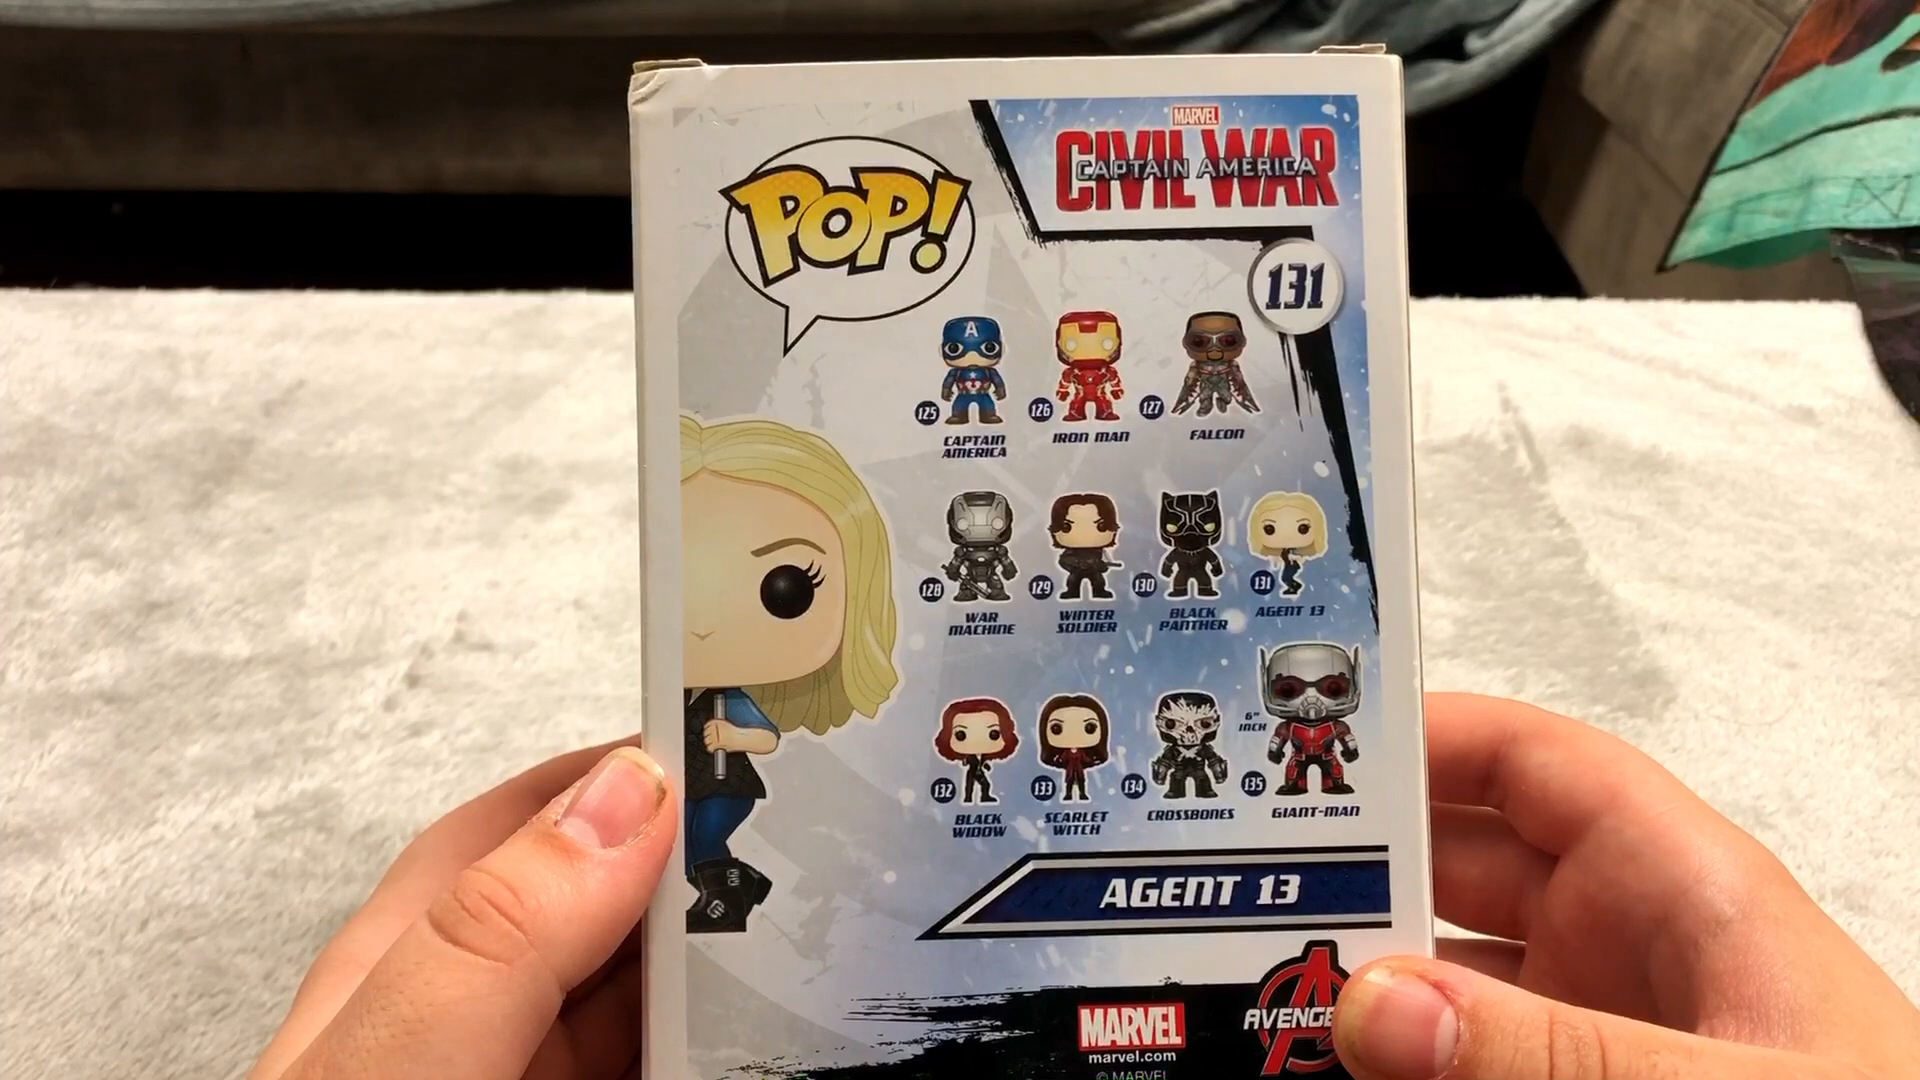 MARVEL
CIVIL WAR
CAPTAIN AMERICA
POP!
131
A
125
CAPTAIN
AMERICA
126
IRON MAN
127
FALCON
128
WAR
MACHINE
129
WINTER
SOLDIER
130
BLACK
PANTHER
131
AGENT 13
132
BLACK
WIDOW
133
SCARLET
WITCH
134
CROSSBONES
6"
INCH
135
GIANT-MAN
AGENT 13
MARVEL
marvel.com
© MARVEL
AVENGE